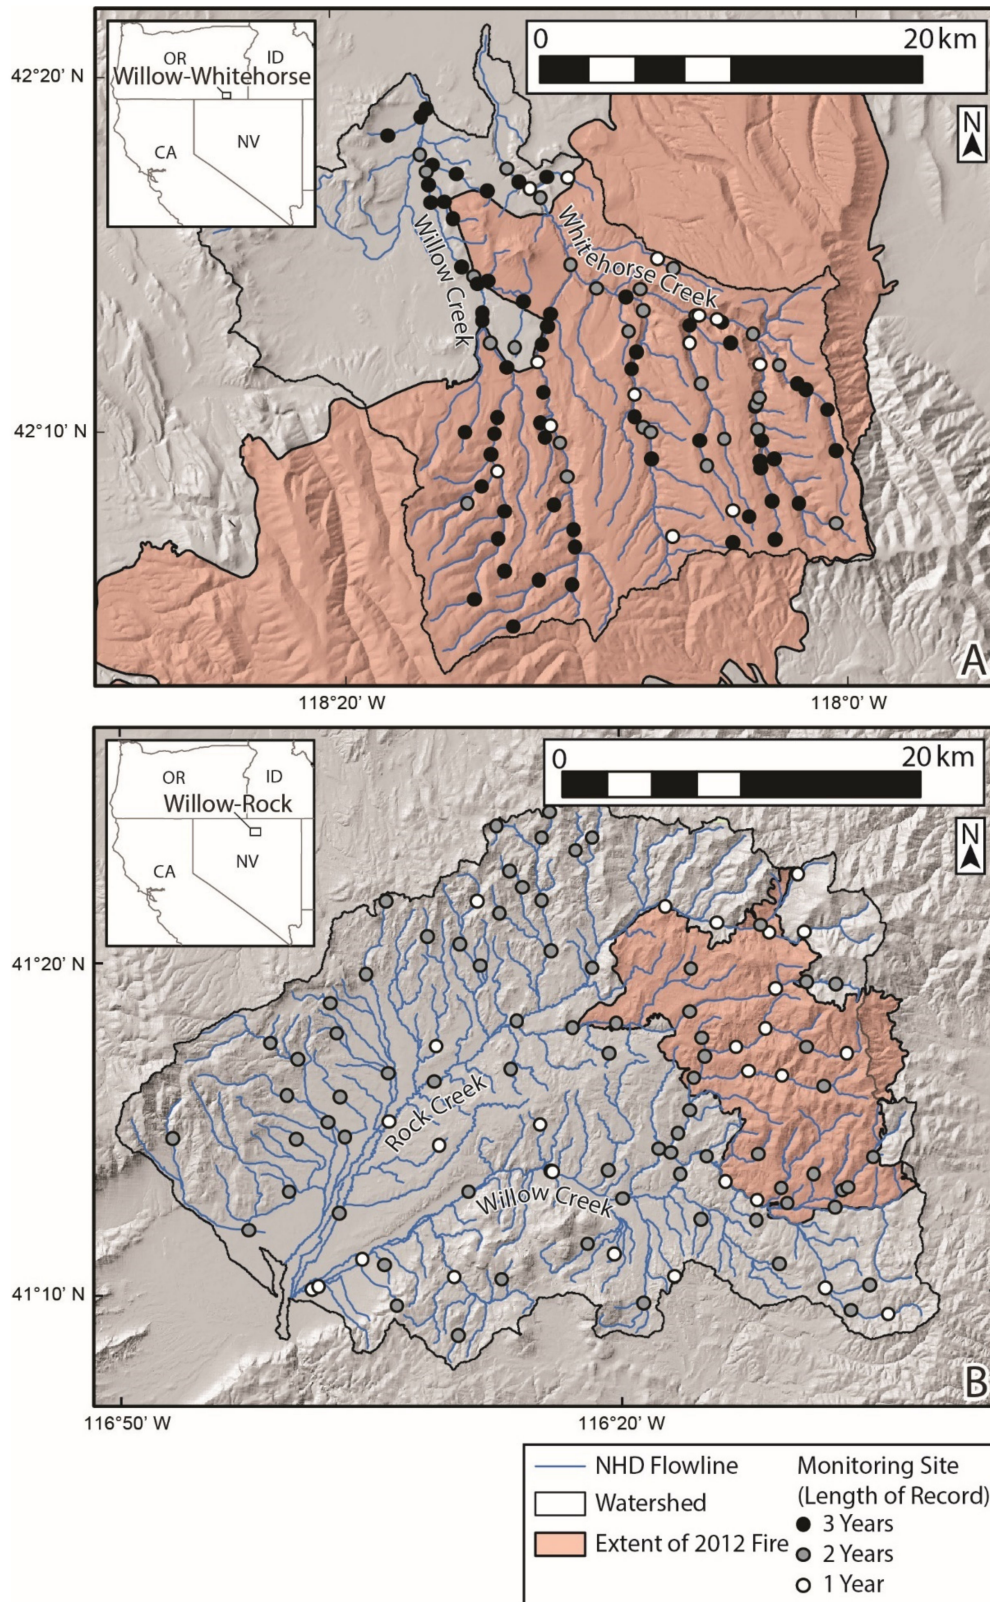 0 20 km
OR ID
Willow-Whitehorse
CA NV
N
42°20' N
Willow Creek
Whitehorse Creek
42°10' N
A
118°20' W 118°0' W
0 20 km
OR ID
Willow-Rock
NV
CA
N
41°20' N
Rock Creek
Willow Creek
41°10' N
B
116°50' W 116°20' W
NHD Flowline
Watershed
Extent of 2012 Fire
Monitoring Site
(Length of Record)
3 Years
2 Years
1 Year